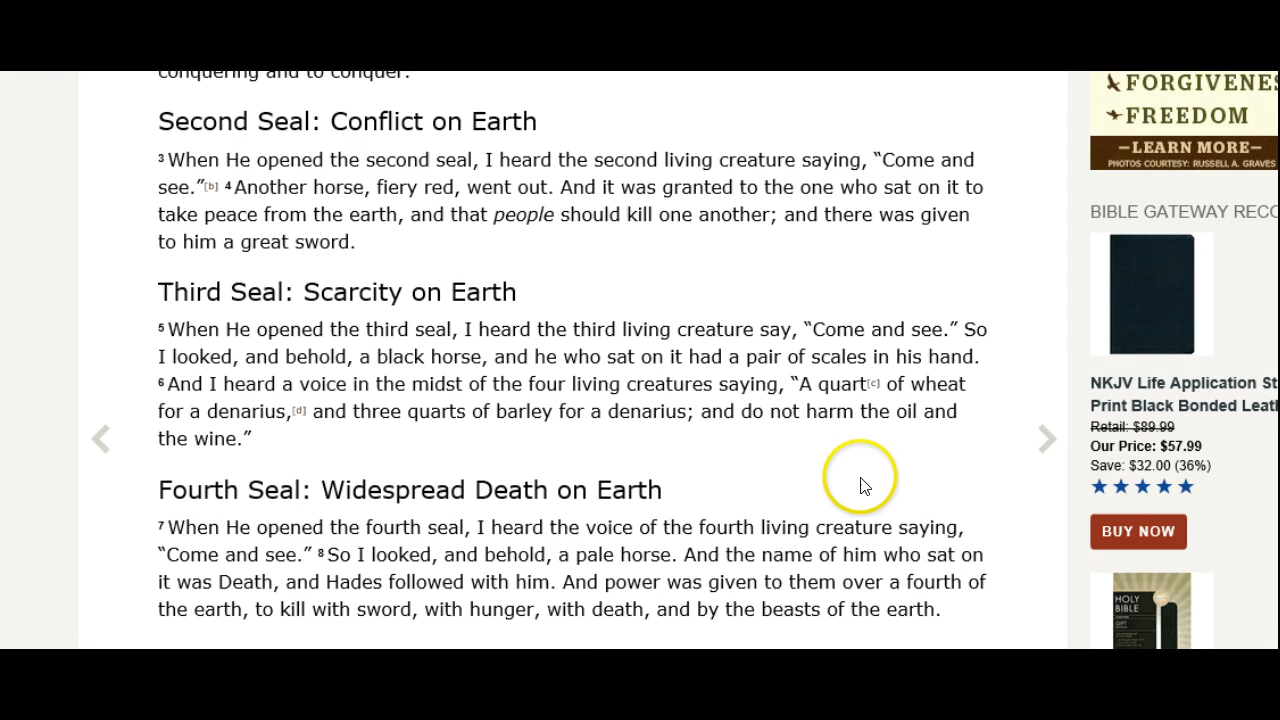 conquering and to conquer.
Second Seal: Conflict on Earth
3 When He opened the second seal, I heard the second living creature saying, “Come and
see.”[b] 4 Another horse, fiery red, went out. And it was granted to the one who sat on it to
take peace from the earth, and that people should kill one another; and there was given
to him a great sword.
Third Seal: Scarcity on Earth
5 When He opened the third seal, I heard the third living creature say, “Come and see.” So
I looked, and behold, a black horse, and he who sat on it had a pair of scales in his hand.
6 And I heard a voice in the midst of the four living creatures saying, “A quart[c] of wheat
for a denarius,[d] and three quarts of barley for a denarius; and do not harm the oil and
the wine.”
Fourth Seal: Widespread Death on Earth
7 When He opened the fourth seal, I heard the voice of the fourth living creature saying,
“Come and see.” 8 So I looked, and behold, a pale horse. And the name of him who sat on
it was Death, and Hades followed with him. And power was given to them over a fourth of
the earth, to kill with sword, with hunger, with death, and by the beasts of the earth.
FORGIVENES
FREEDOM
–LEARN MORE–
PHOTOS COURTESY: RUSSELL A. GRAVES
BIBLE GATEWAY RECO
NKJV Life Application St
Print Black Bonded Leath
Retail: $89.99
Our Price: $57.99
Save: $32.00 (36%)
BUY NOW
HOLY
BIBLE